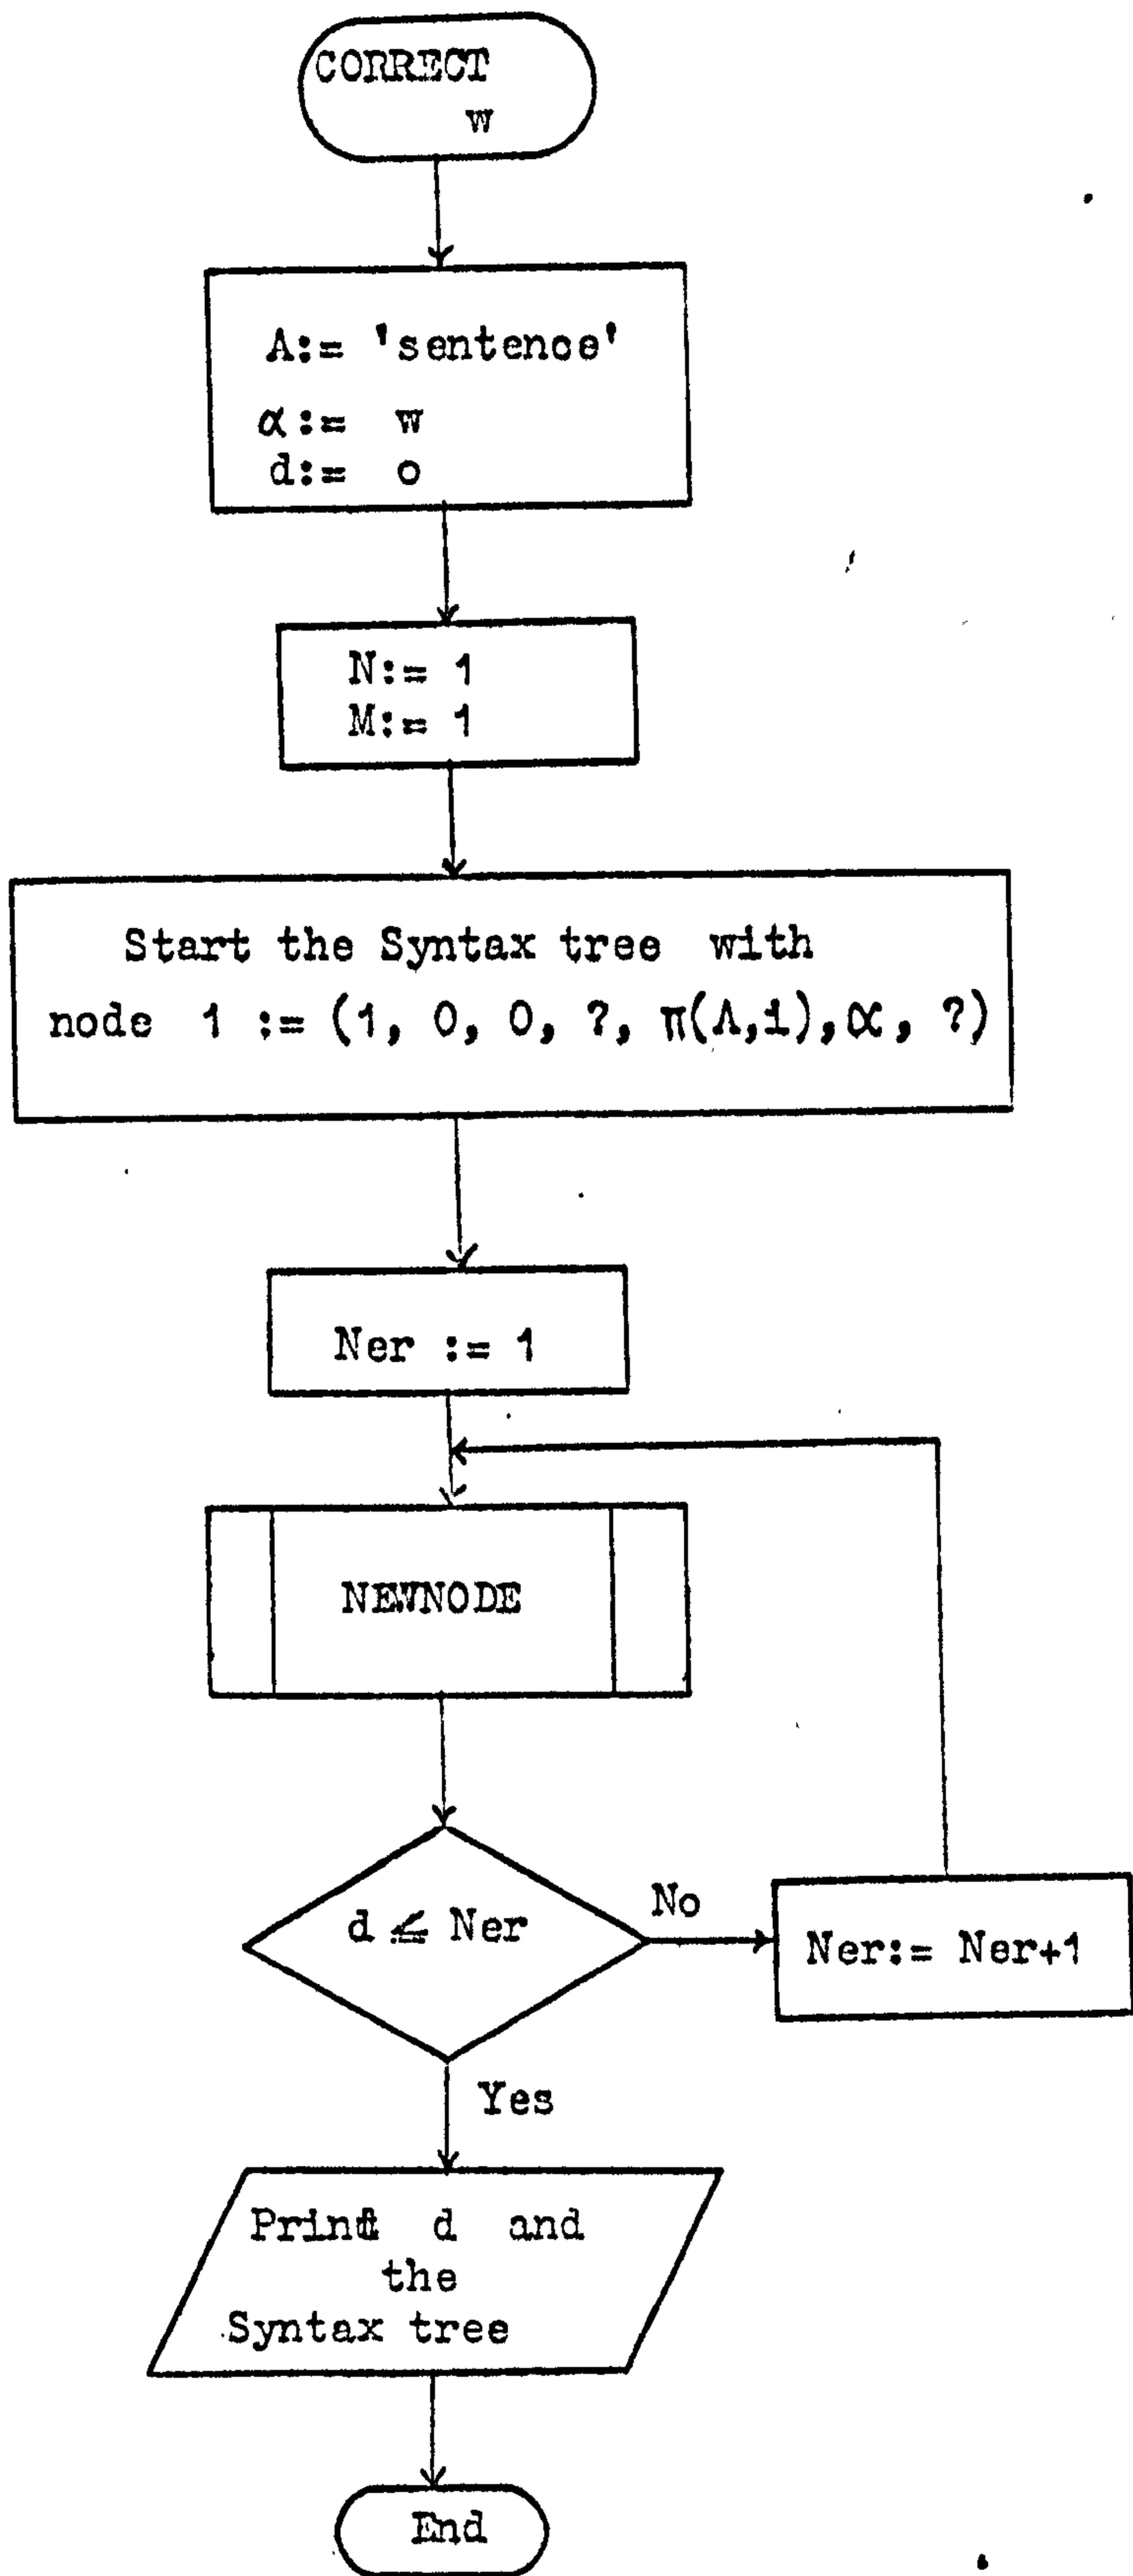 CORRECT
w
A:= 'sentence'
α:= w
d:= o
N:= 1
M:= 1
Start the Syntax tree with
node 1 := (1, 0, 0, ?, π(A,i),α, ?)
Ner := 1
NEWNODE
d ≤ Ner
No
Ner:= Ner+1
Yes
Print d and
the
Syntax tree
End